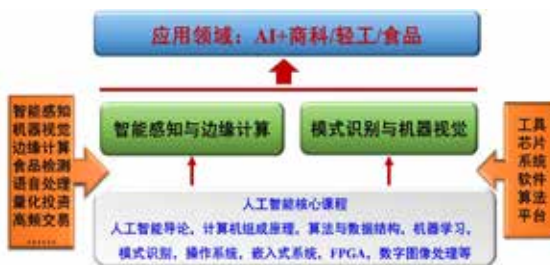 应用领域：AI+商科/轻工/食品
智能感知
机器视觉
边缘计算
食品检测
语音处理
量化投资
高频交易
……
智能感知与边缘计算
模式识别与机器视觉
工具
芯片
系统
软件
算法
平台
人工智能核心课程
人工智能导论，计算机组成原理，算法与数据结构，机器学习，
模式识别，操作系统，嵌入式系统，FPGA，数字图像处理等